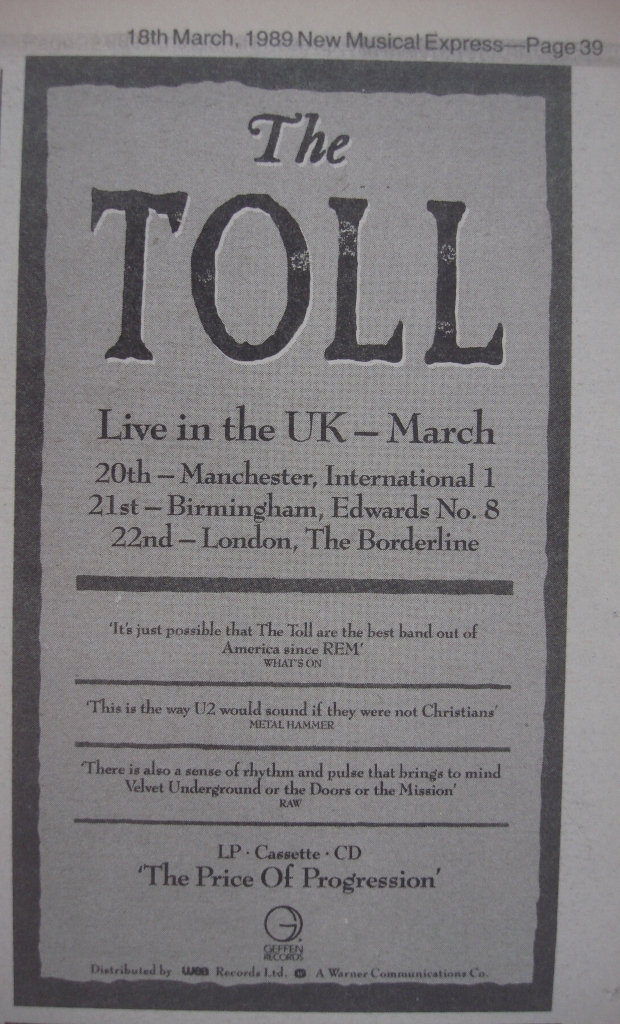 18th March, 1989 New Musical Express—Page 39
The
TOLL
Live in the UK – March
20th – Manchester, International 1
21st – Birmingham, Edwards No. 8
22nd – London, The Borderline
'It's just possible that The Toll are the best band out of
America since REM'
WHAT'S ON
'This is the way U2 would sound if they were not Christians'
METAL HAMMER
'There is also a sense of rhythm and pulse that brings to mind
Velvet Underground or the Doors or the Mission'
RAW
LP · Cassette · CD
'The Price Of Progression'
G
GEFFEN
RECORDS
Distributed by wea Records Ltd. A Warner Communications Co.